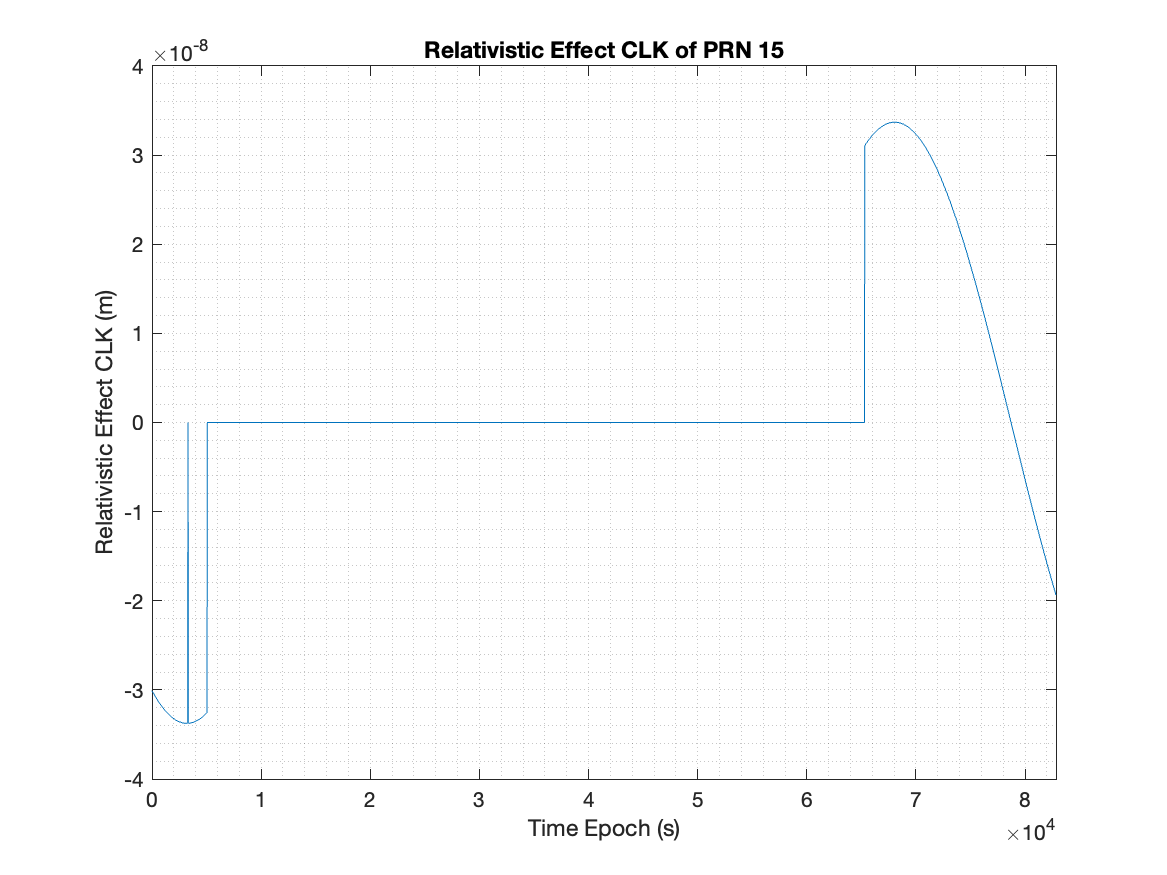 Relativistic Effect CLK of PRN 15
×10-8
4
3
2
1
0
-1
-2
-3
-4
Relativistic Effect CLK (m)
0 1 2 3 4 5 6 7 8
Time Epoch (s)
×104